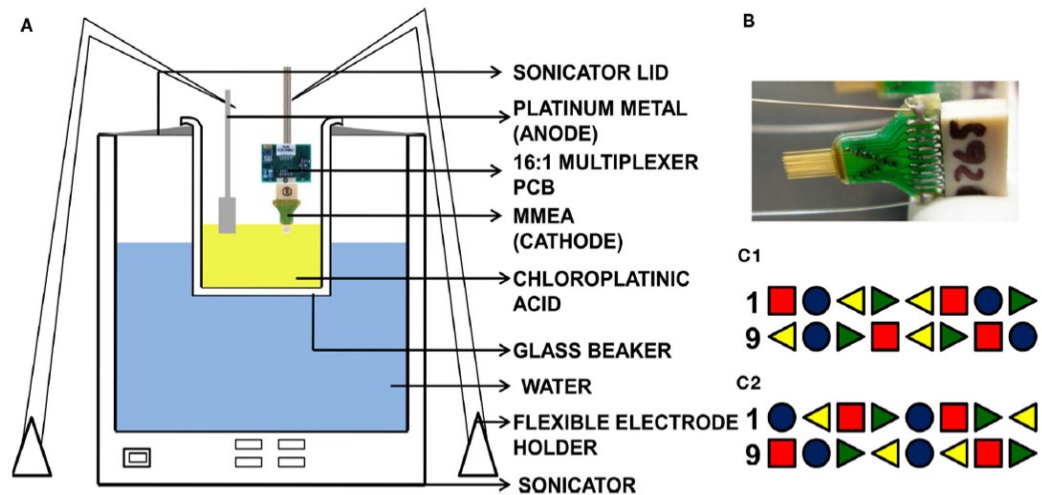 A
SONICATOR LID
PLATINUM METAL
(ANODE)
16:1 MULTIPLEXER
PCB
MMEA
(CATHODE)
CHLOROPLATINIC
ACID
GLASS BEAKER
WATER
FLEXIBLE ELECTRODE
HOLDER
SONICATOR
B
592
C1
1
9
C2
1
9